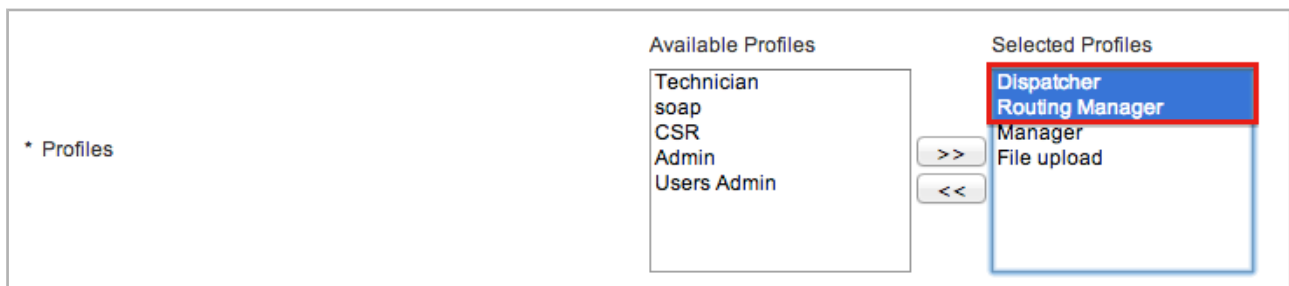 Available Profiles
Selected Profiles
* Profiles
Technician
soap
CSR
Admin
Users Admin
>>
<<
Dispatcher
Routing Manager
Manager
File upload